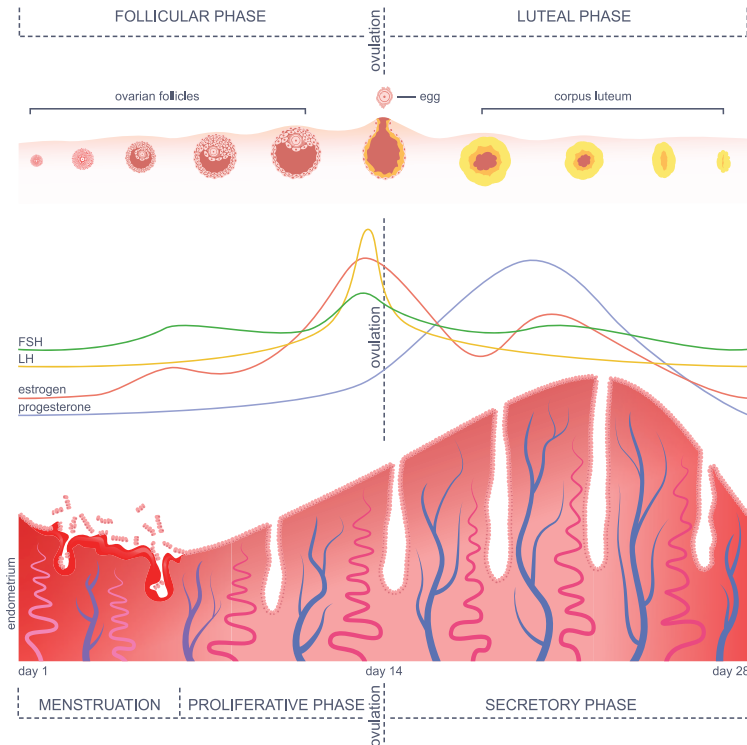 FOLLICULAR PHASE
ovulation
LUTEAL PHASE
ovarian follicles
egg
corpus luteum
FSH
LH
estrogen
progesterone
ovulation
endometrium
day 1
day 14
day 28
MENSTRUATION
PROLIFERATIVE PHASE
ovulation
SECRETORY PHASE